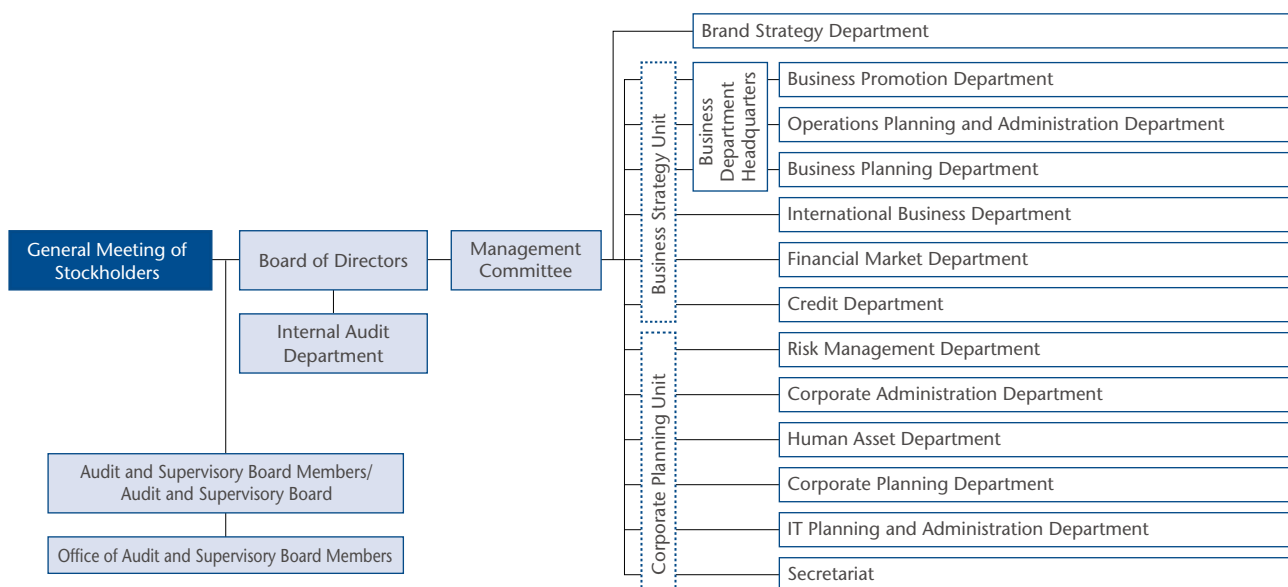 Brand Strategy Department
Business Strategy Unit
Business
Department
Headquarters
Business Promotion Department
Operations Planning and Administration Department
Business Planning Department
International Business Department
General Meeting of
Stockholders
Board of Directors
Management
Committee
Financial Market Department
Credit Department
Internal Audit
Department
Corporate Planning Unit
Risk Management Department
Corporate Administration Department
Human Asset Department
Audit and Supervisory Board Members/
Audit and Supervisory Board
Corporate Planning Department
IT Planning and Administration Department
Office of Audit and Supervisory Board Members
Secretariat